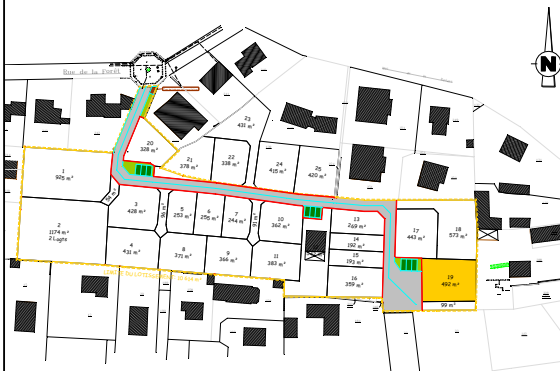 Rue de la Forêt
N
23
431 m²
20
328 m²
21
378 m²
22
338 m²
24
415 m²
25
420 m²
1
925 m²
2
1174 m²
2 Logts
3
428 m²
4
431 m²
5
253 m²
6
256 m²
7
244 m²
8
371 m²
9
366 m²
10
362 m²
11
383 m²
13
269 m²
14
192 m²
15
193 m²
16
359 m²
17
443 m²
18
573 m²
19
492 m²
99 m²